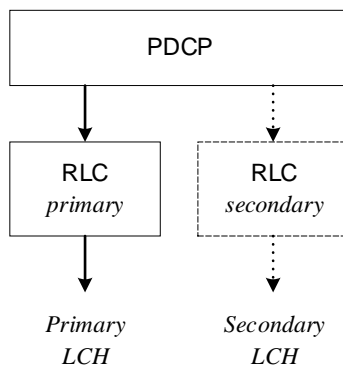 PDCP
RLC
primary
RLC
secondary
Primary
LCH
Secondary
LCH